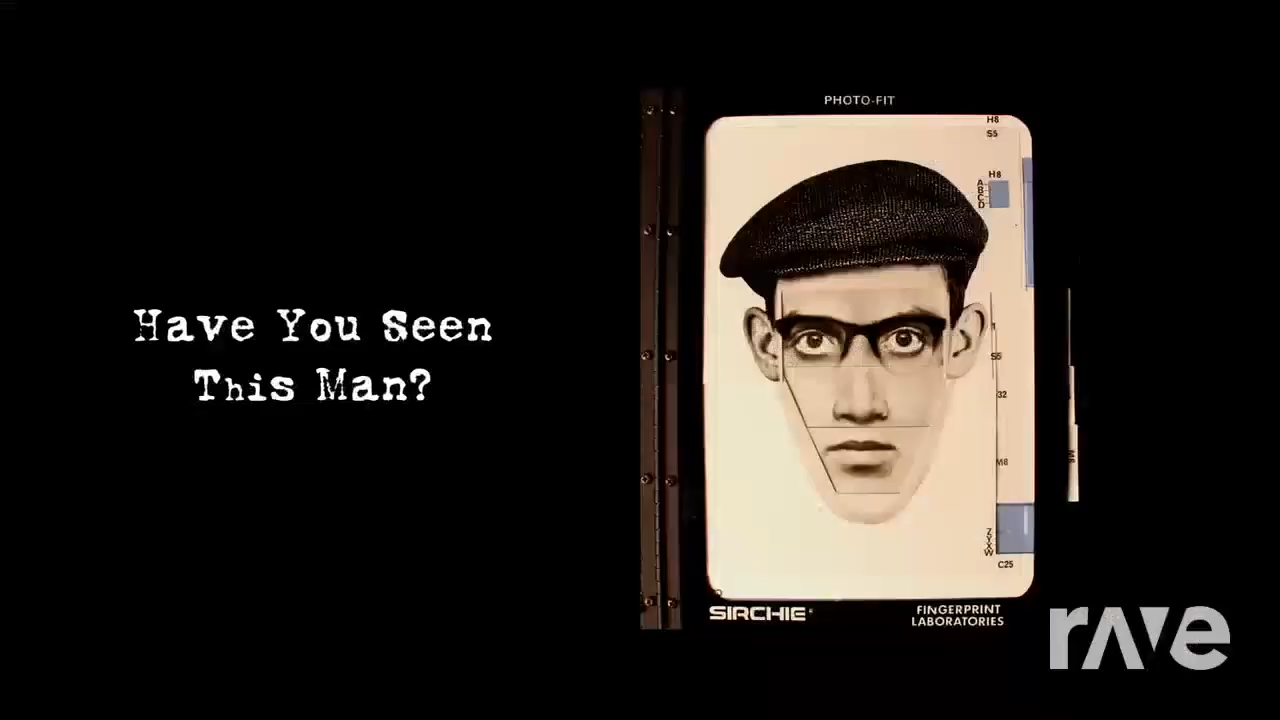 Have You Seen
This Man?
PHOTO-FIT
H8
S5
H8
A
B
C
D
S5
32
M8
Z
Y
X
W
C25
SIRCHIE
FINGERPRINT
LABORATORIES
rave